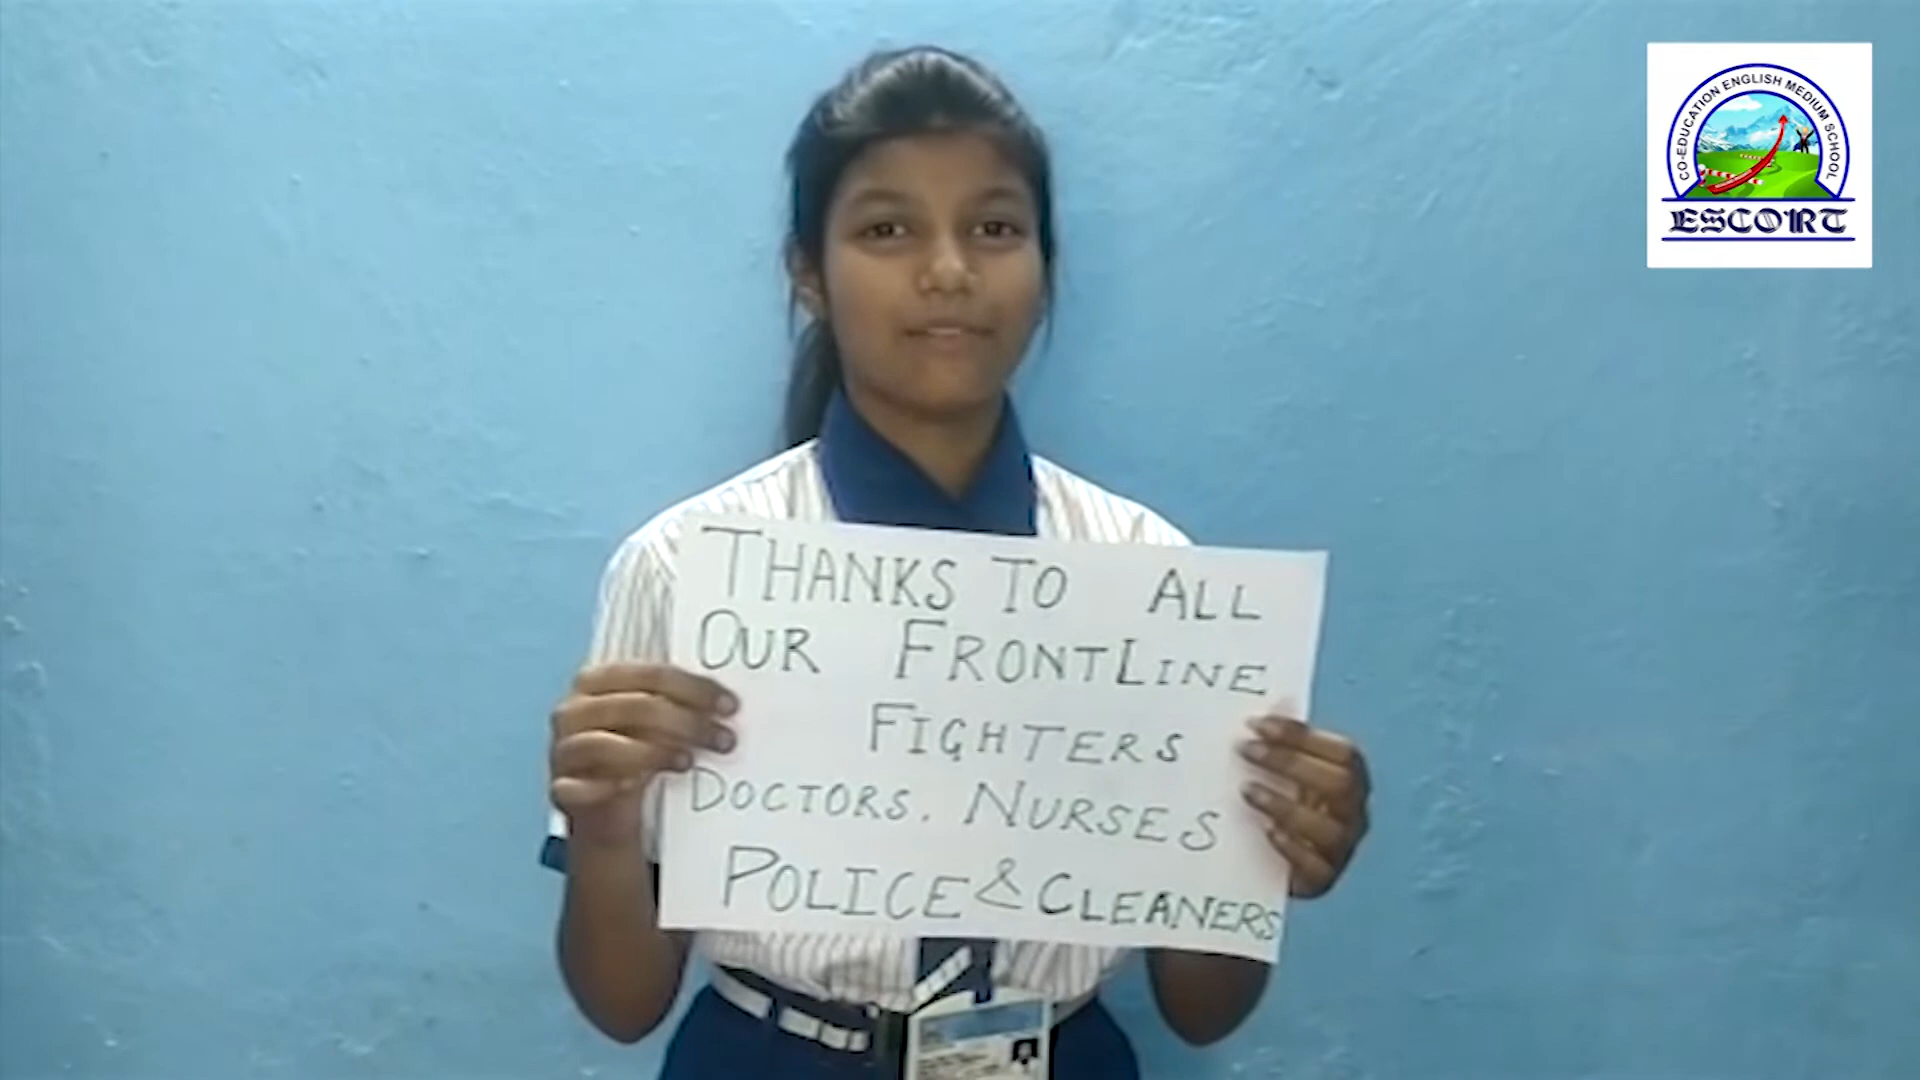 CO-EDUCATION ENGLISH MEDIUM SCHOOL
ESCORT
THANKS TO ALL
OUR FRONTLINE
FIGHTERS
DOCTORS. NURSES
POLICE & CLEANERS